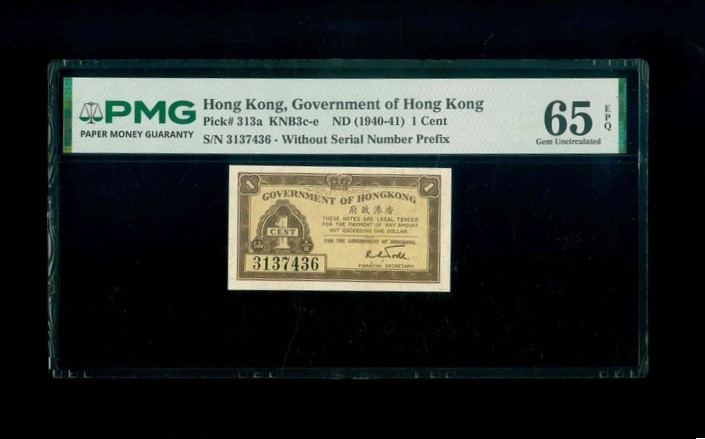 PMG
PAPER MONEY GUARANTY
Hong Kong, Government of Hong Kong
Pick# 313a KNB3c-e ND (1940-41) 1 Cent
S/N 3137436 - Without Serial Number Prefix
65 EPQ
Gem Uncirculated
1 1
GOVERNMENT OF HONGKONG
府政港香
THESE NOTES ARE LEGAL TENDER
FOR THE PAYMENT OF ANY AMOUNT
NOT EXCEEDING ONE DOLLAR.
FOR THE GOVERNMENT OF HONGKONG,
CENT
1
3137436
FINANCIAL SECRETARY.